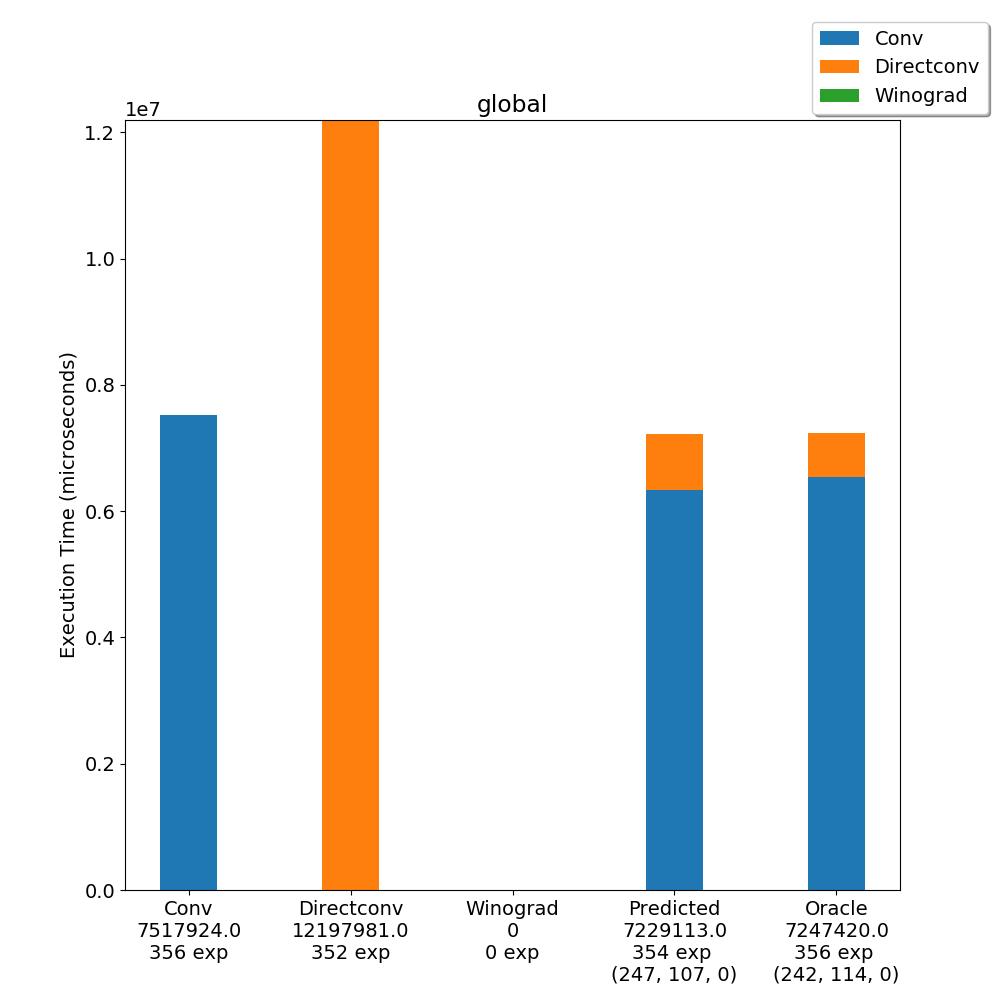 Conv
Directconv
Winograd
global
1e7
1.2
1.0
0.8
0.6
0.4
0.2
0.0
Execution Time (microseconds)
Conv
7517924.0
356 exp
Directconv
12197981.0
352 exp
Winograd
0
0 exp
Predicted
7229113.0
354 exp
(247, 107, 0)
Oracle
7247420.0
356 exp
(242, 114, 0)